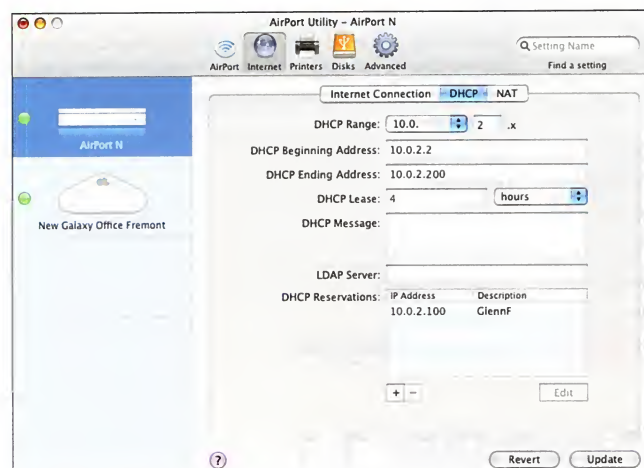 AirPort Utility – AirPort N
AirPort Internet Printers Disks Advanced
Setting Name
Find a setting
AirPort N
New Galaxy Office Fremont
Internet Connection DHCP NAT
DHCP Range: 10.0. 2 .x
DHCP Beginning Address: 10.0.2.2
DHCP Ending Address: 10.0.2.200
DHCP Lease: 4 hours
DHCP Message:
LDAP Server:
DHCP Reservations: IP Address Description
10.0.2.100 GlennF
+ − Edit
? Revert Update